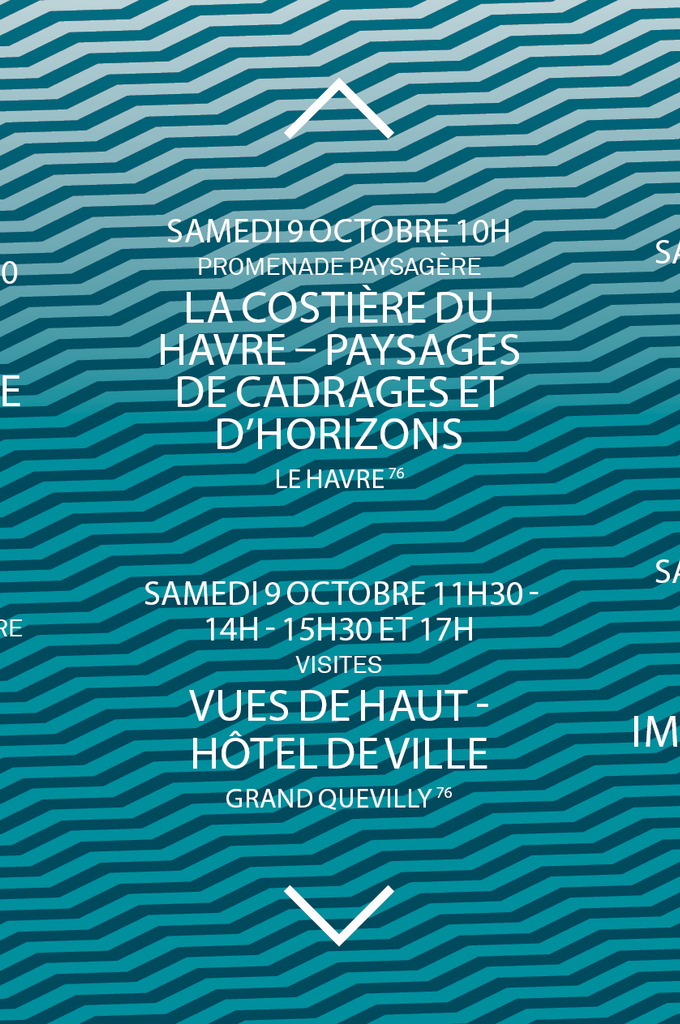 SAMEDI 9 OCTOBRE 10H
PROMENADE PAYSAGÈRE
LA COSTIÈRE DU
HAVRE – PAYSAGES
DE CADRAGES ET
D’HORIZONS
LE HAVRE 76
SAMEDI 9 OCTOBRE 11H30 -
14H - 15H30 ET 17H
VISITES
VUES DE HAUT -
HÔTEL DE VILLE
GRAND QUEVILLY 76
0
E
RE
SA
SA
IM